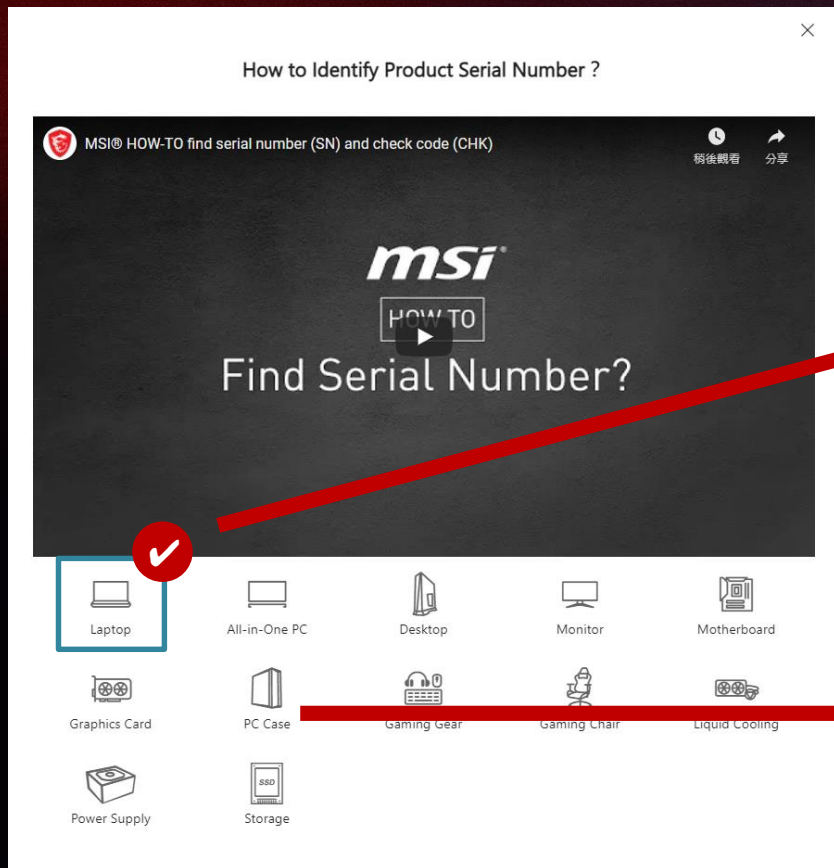 How to Identify Product Serial Number ?
MSI® HOW-TO find serial number (SN) and check code (CHK)
稍後觀看
分享
msi
HOW TO
Find Serial Number?
Laptop
All-in-One PC
Desktop
Monitor
Motherboard
Graphics Card
PC Case
Gaming Gear
Gaming Chair
Liquid Cooling
SSD
Power Supply
Storage